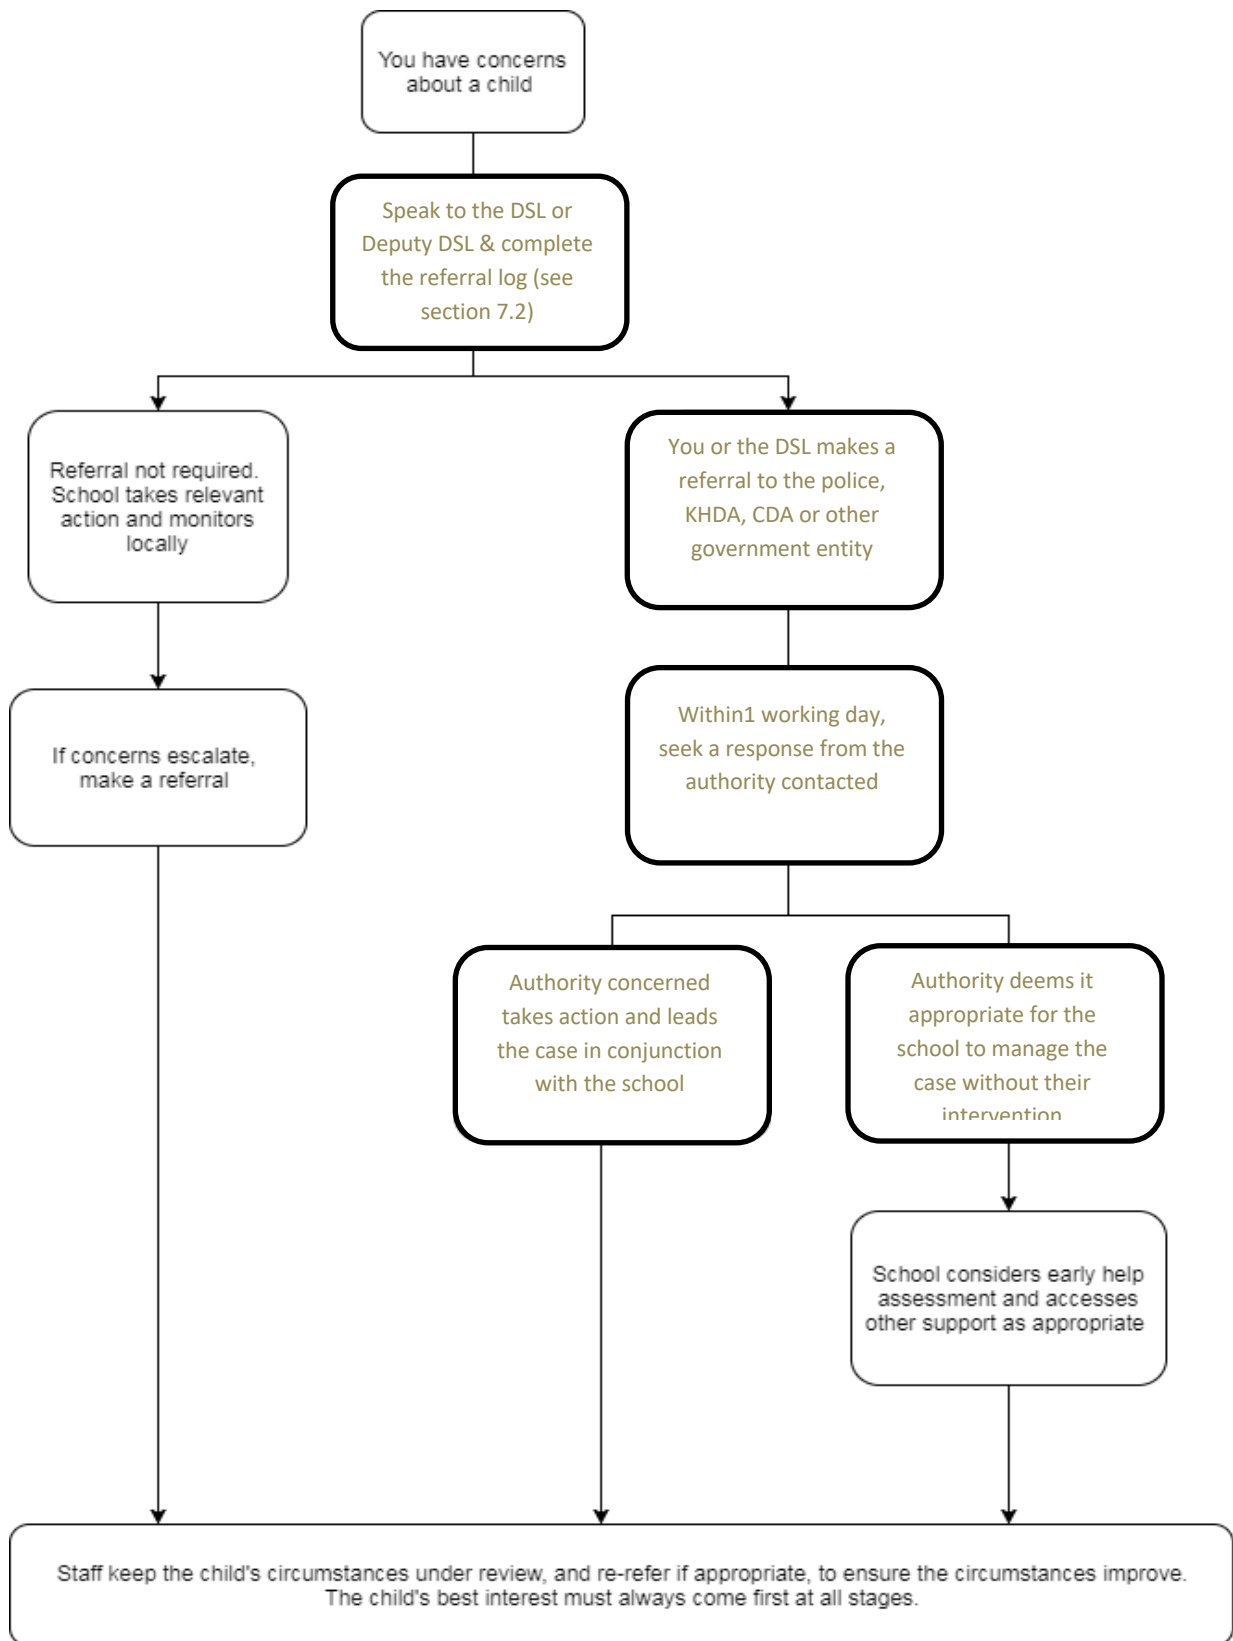 You have concerns
about a child
Speak to the DSL or
Deputy DSL & complete
the referral log (see
section 7.2)
Referral not required.
School takes relevant
action and monitors
locally
You or the DSL makes a
referral to the police,
KHDA, CDA or other
government entity
If concerns escalate,
make a referral
Within1 working day,
seek a response from the
authority contacted
Authority concerned
takes action and leads
the case in conjunction
with the school
Authority deems it
appropriate for the
school to manage the
case without their
intervention
School considers early help
assessment and accesses
other support as appropriate
Staff keep the child's circumstances under review, and re-refer if appropriate, to ensure the circumstances improve.
The child's best interest must always come first at all stages.